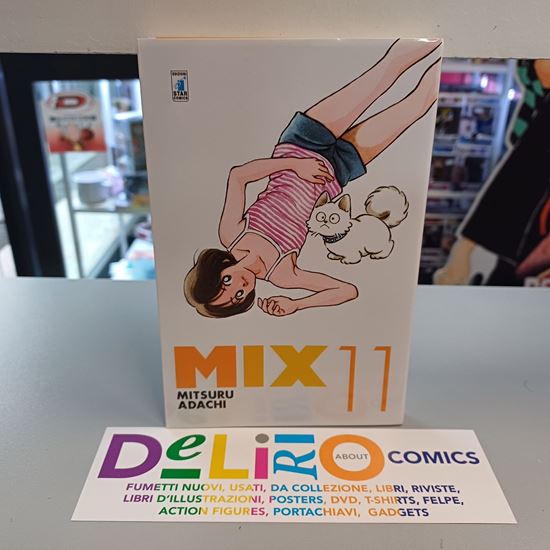 EDIZIONI
STAR
COMICS
MIX 11
MITSURU
ADACHI
DeLiRiO ABOUT COMICS
FUMETTI NUOVI, USATI, DA COLLEZIONE, LIBRI, RIVISTE,
LIBRI D'ILLUSTRAZIONI, POSTERS, DVD, T-SHIRTS, FELPE,
ACTION FIGURES, PORTACHIAVI, GADGETS